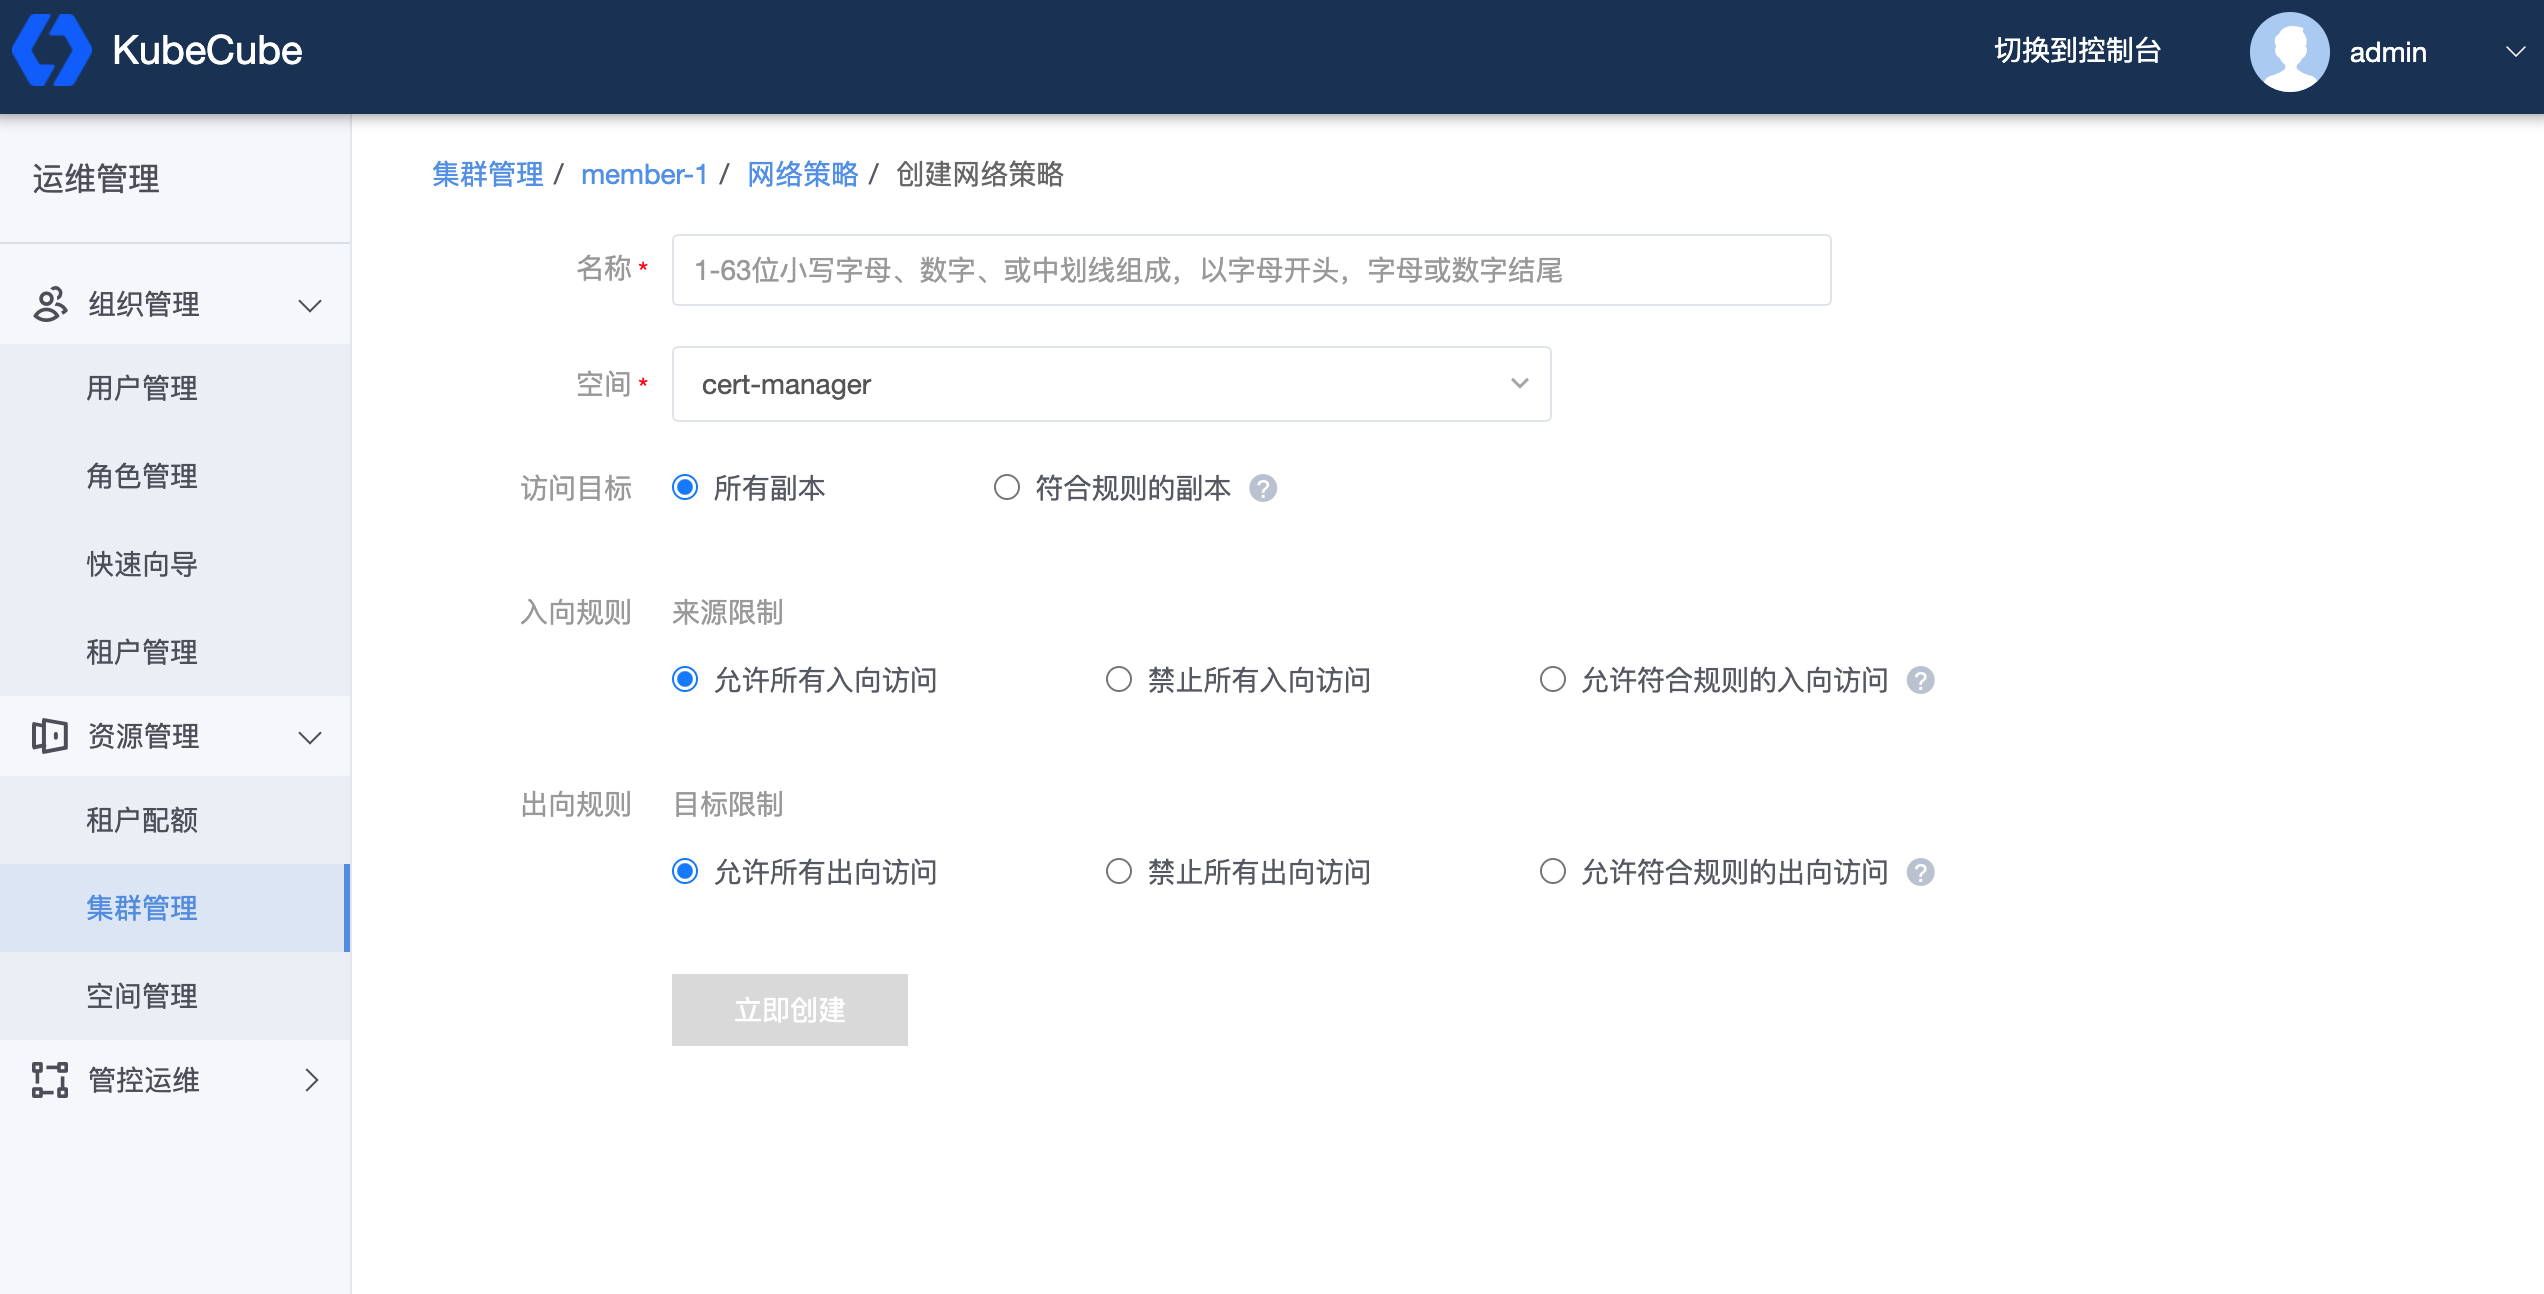 KubeCube
切换到控制台
admin
运维管理
组织管理
用户管理
角色管理
快速向导
租户管理
资源管理
租户配额
集群管理
空间管理
管控运维
集群管理 / member-1 / 网络策略 / 创建网络策略
名称 * 1-63位小写字母、数字、或中划线组成，以字母开头，字母或数字结尾
空间 * cert-manager
访问目标 所有副本 符合规则的副本 ?
入向规则 来源限制
允许所有入向访问 禁止所有入向访问 允许符合规则的入向访问 ?
出向规则 目标限制
允许所有出向访问 禁止所有出向访问 允许符合规则的出向访问 ?
立即创建